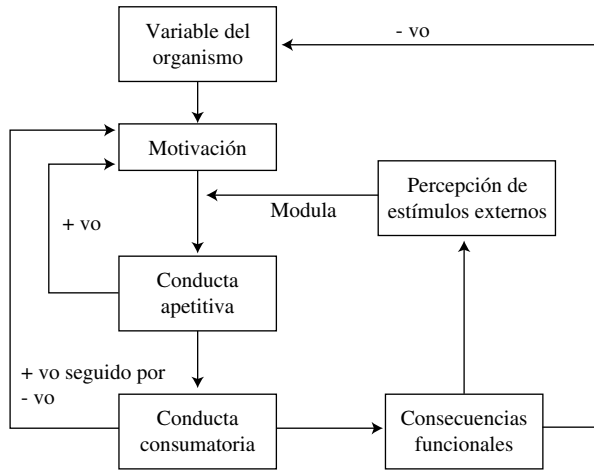 Variable del
organismo
- vo
Motivación
Percepción de
estímulos externos
Modula
+ vo
Conducta
apetitiva
+ vo seguido por
- vo
Conducta
consumatoria
Consecuencias
funcionales